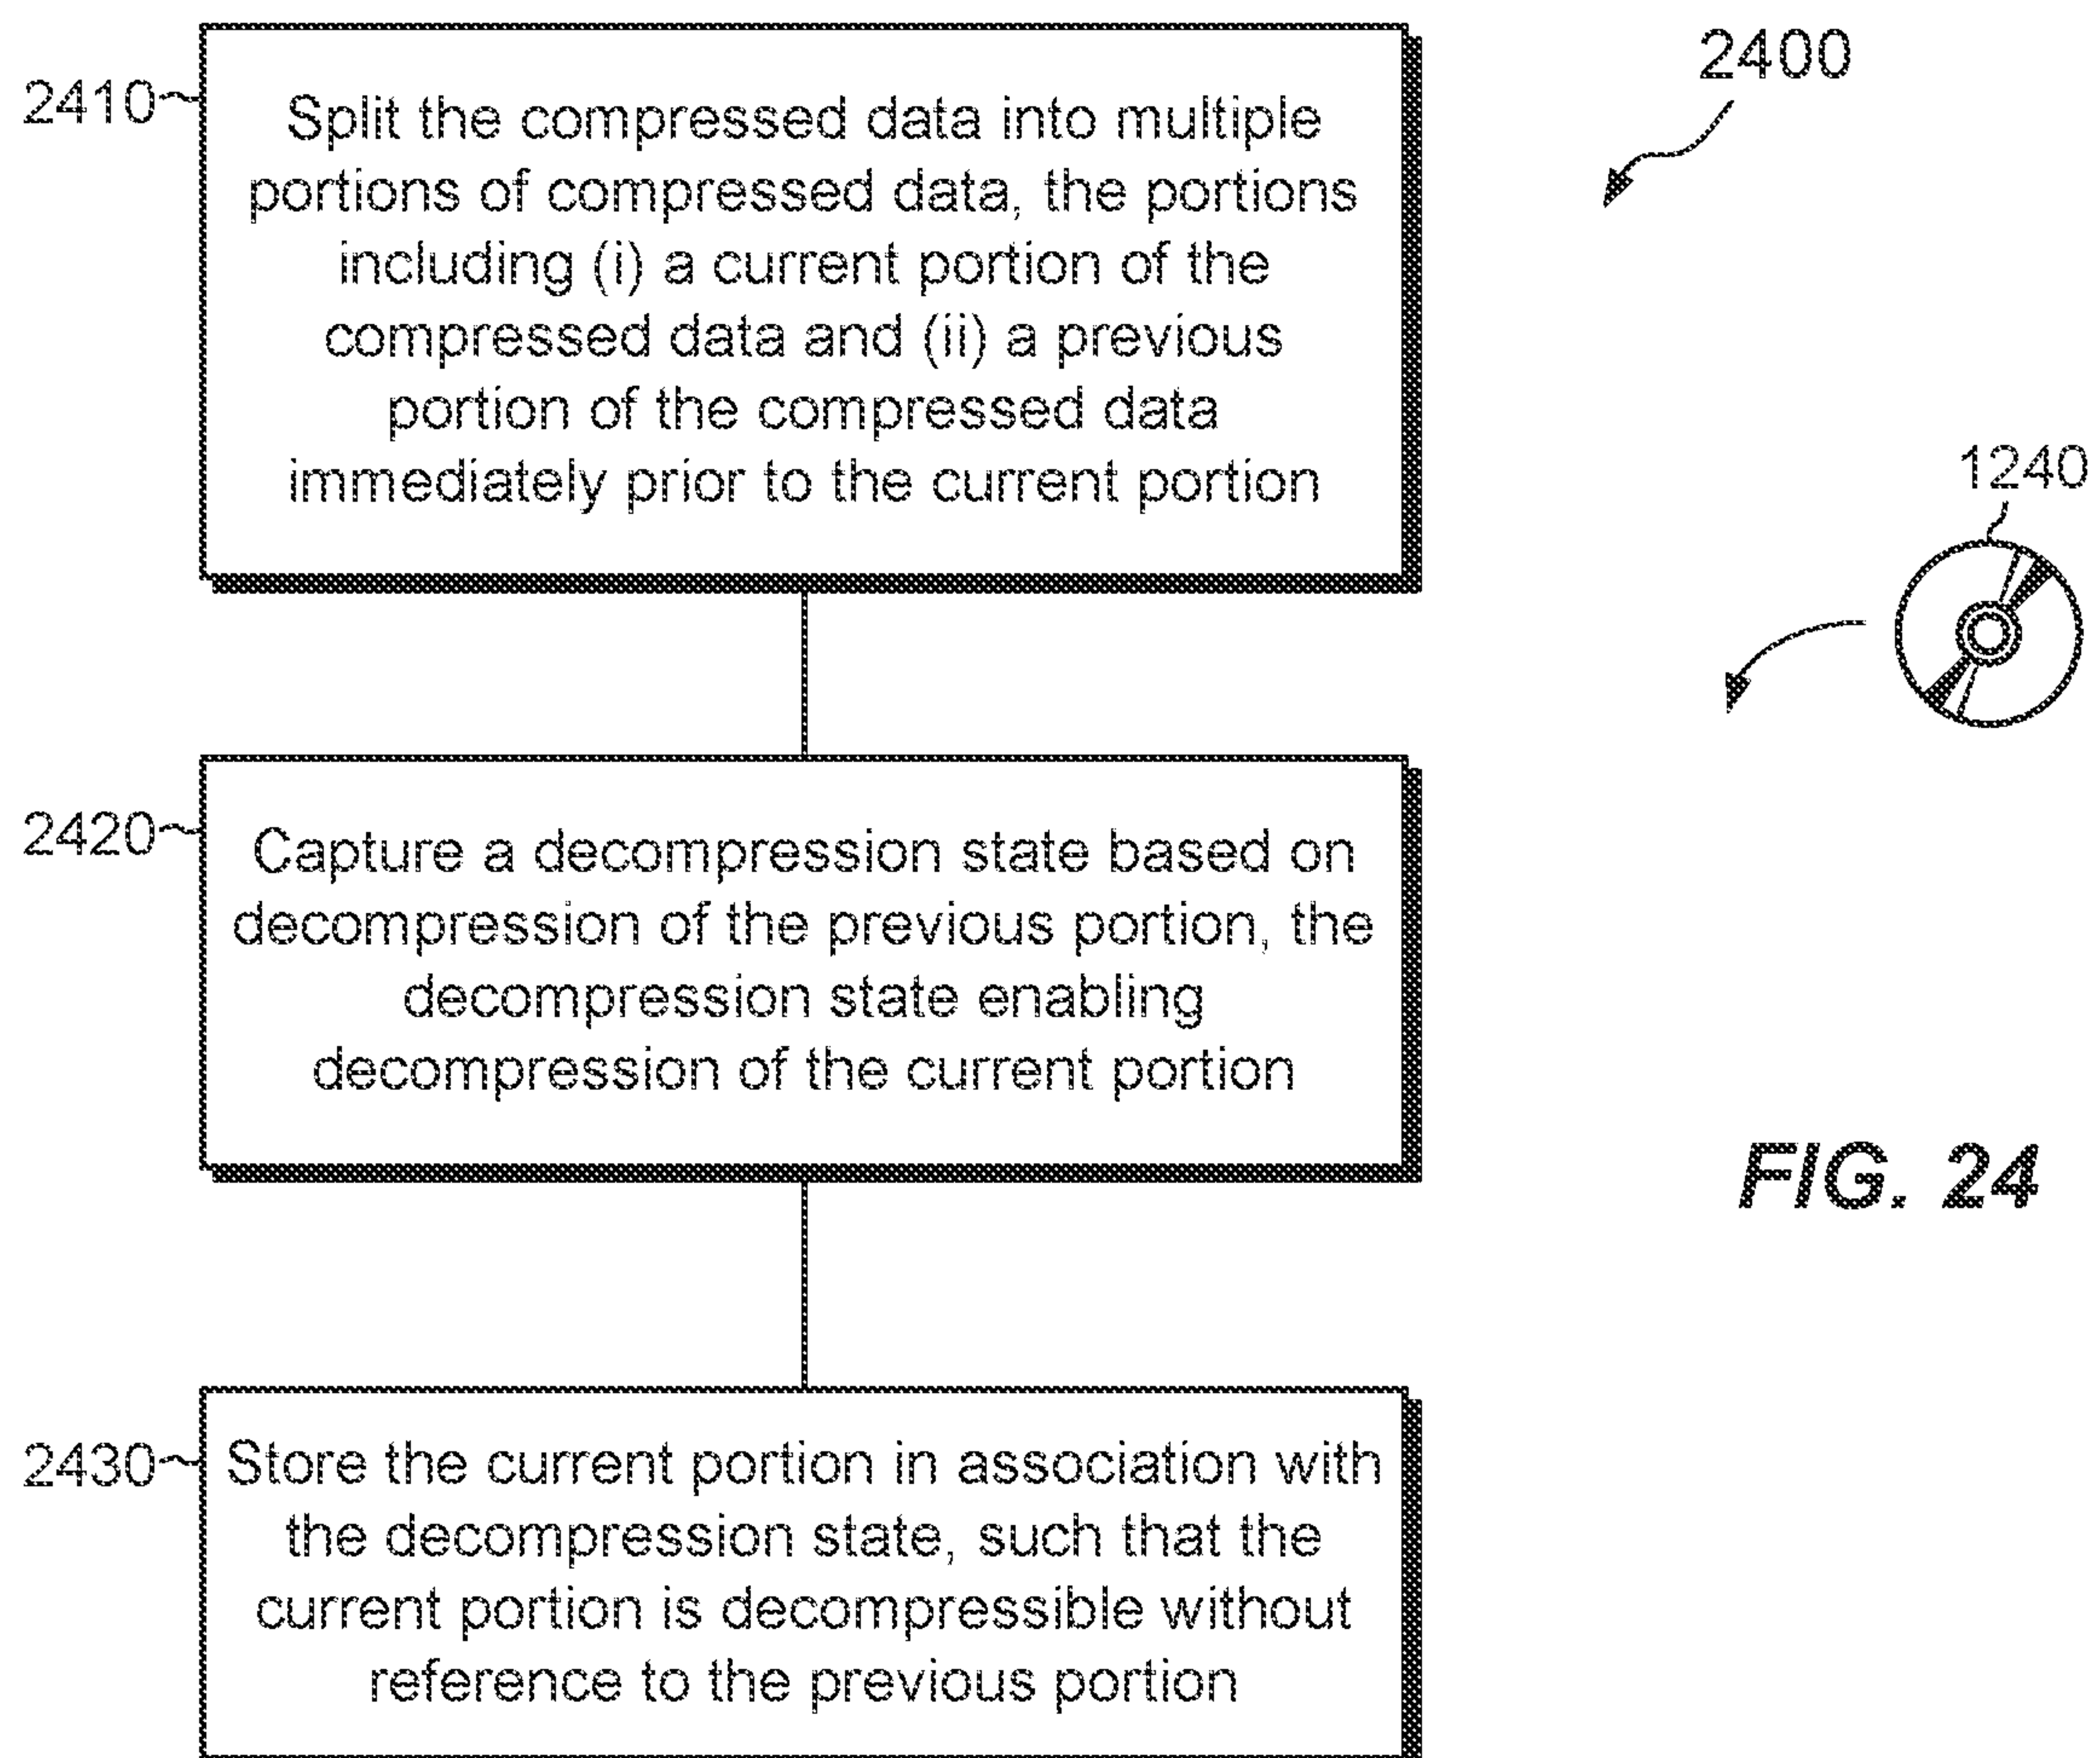 2400
2410
Split the compressed data into multiple
portions of compressed data, the portions
including (i) a current portion of the
compressed data and (ii) a previous
portion of the compressed data
immediately prior to the current portion
1240
2420
Capture a decompression state based on
decompression of the previous portion, the
decompression state enabling
decompression of the current portion
FIG. 24
2430
Store the current portion in association with
the decompression state, such that the
current portion is decompressible without
reference to the previous portion